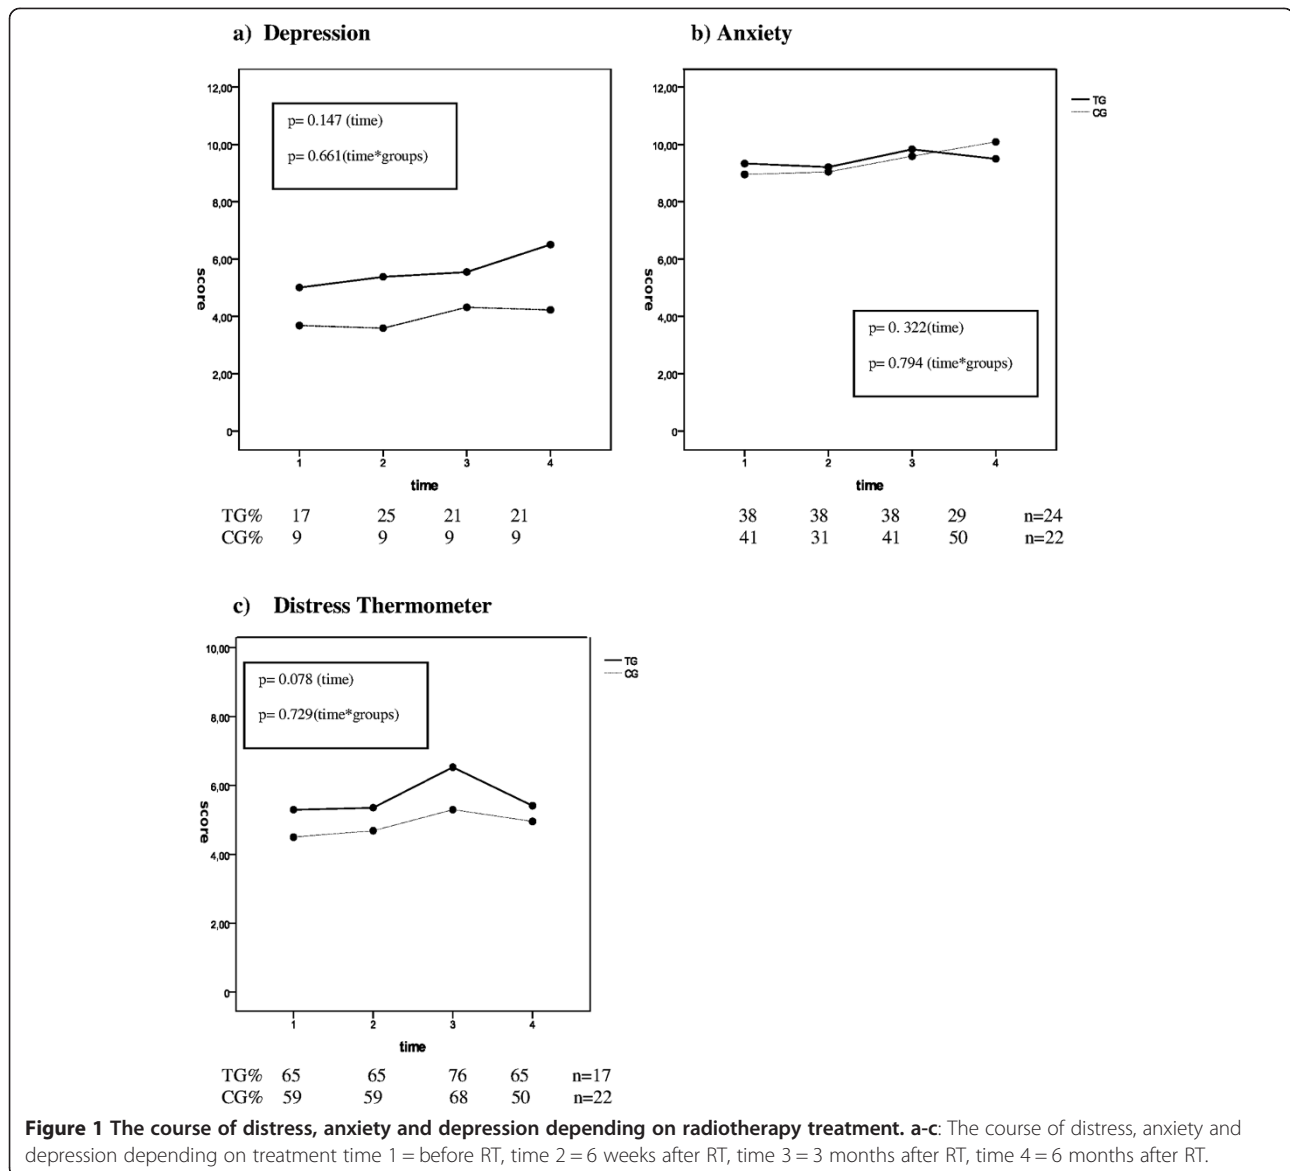 a) Depression
12,00
10,00
8,00
6,00
4,00
2,00
0
score
p= 0.147 (time)
p= 0.661(time*groups)
1 2 3 4
time
TG% 17 25 21 21
CG% 9 9 9 9
b) Anxiety
12,00
10,00
8,00
6,00
4,00
2,00
0
score
TG
CG
p= 0. 322(time)
p= 0.794 (time*groups)
1 2 3 4
time
38 38 38 29 n=24
41 31 41 50 n=22
c) Distress Thermometer
10,00
8,00
6,00
4,00
2,00
0
score
TG
CG
p= 0.078 (time)
p= 0.729(time*groups)
1 2 3 4
time
TG% 65 65 76 65 n=17
CG% 59 59 68 50 n=22
Figure 1 The course of distress, anxiety and depression depending on radiotherapy treatment. a-c: The course of distress, anxiety and
depression depending on treatment time 1 = before RT, time 2 = 6 weeks after RT, time 3 = 3 months after RT, time 4 = 6 months after RT.